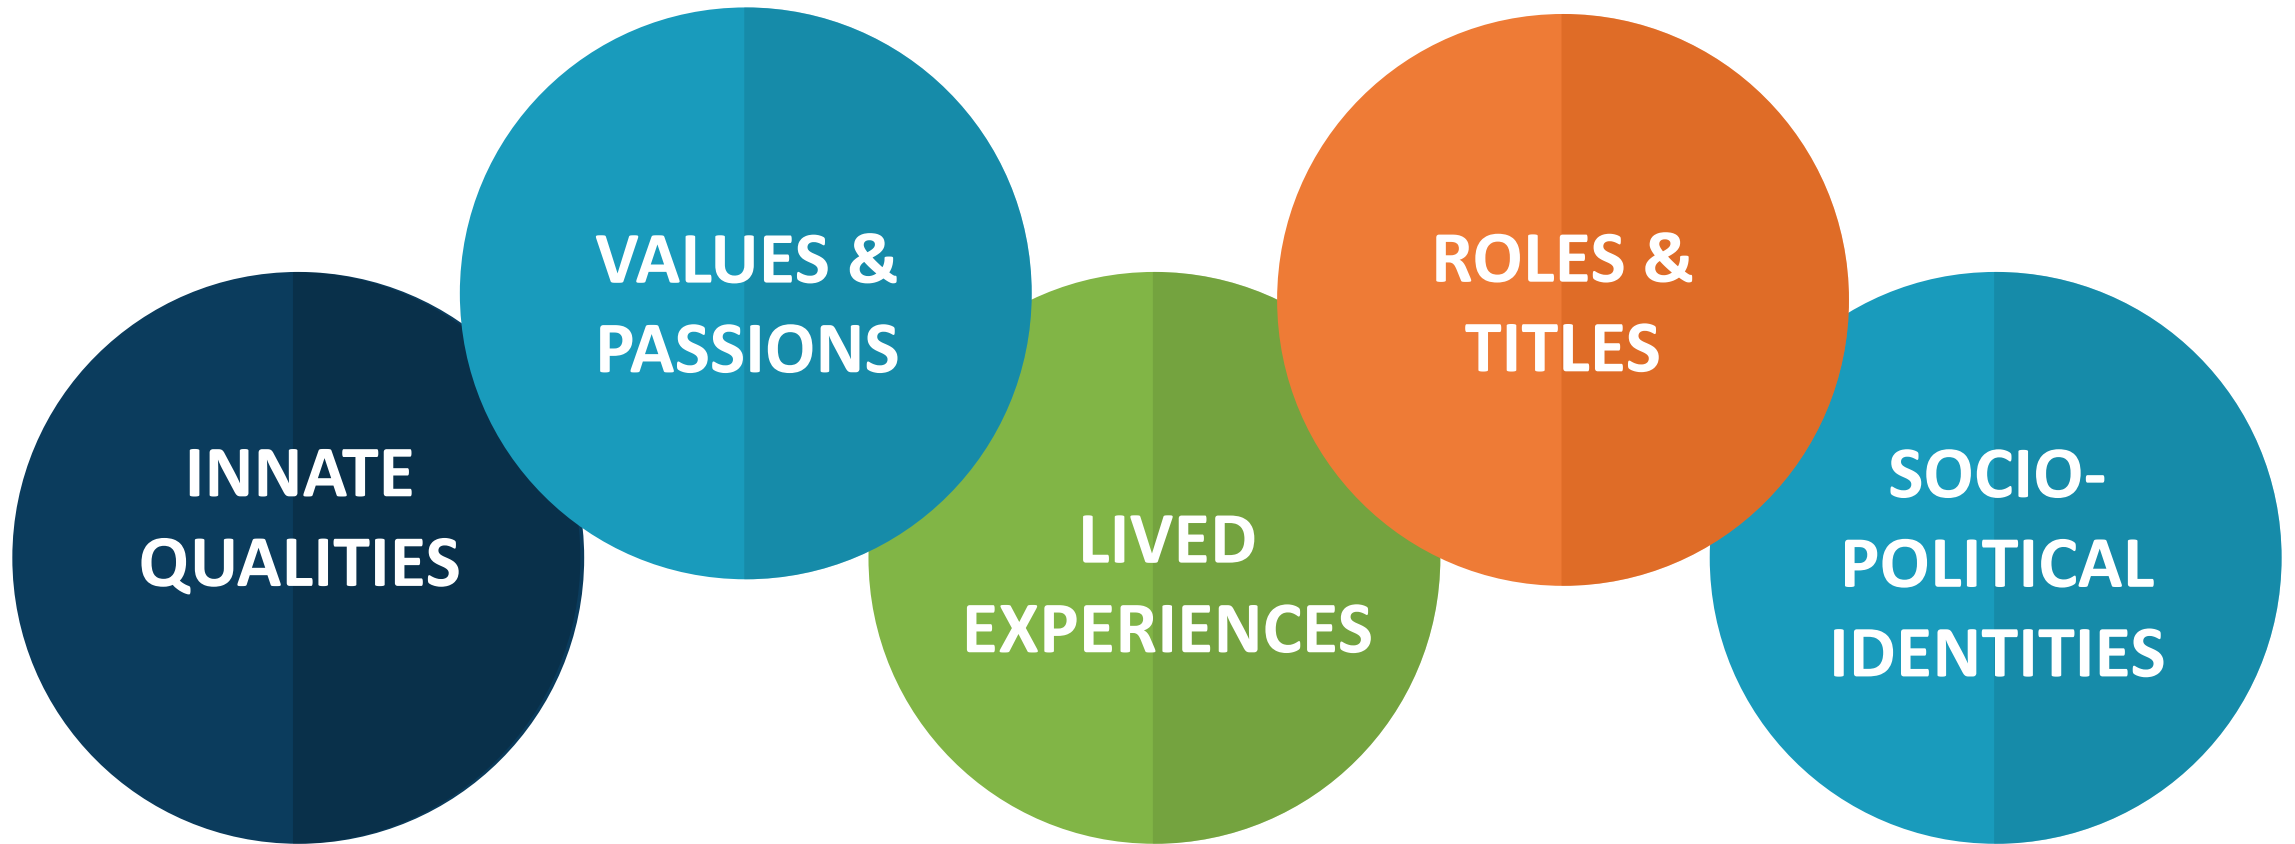 INNATE
QUALITIES
VALUES &
PASSIONS
LIVED
EXPERIENCES
ROLES &
TITLES
SOCIO-
POLITICAL
IDENTITIES